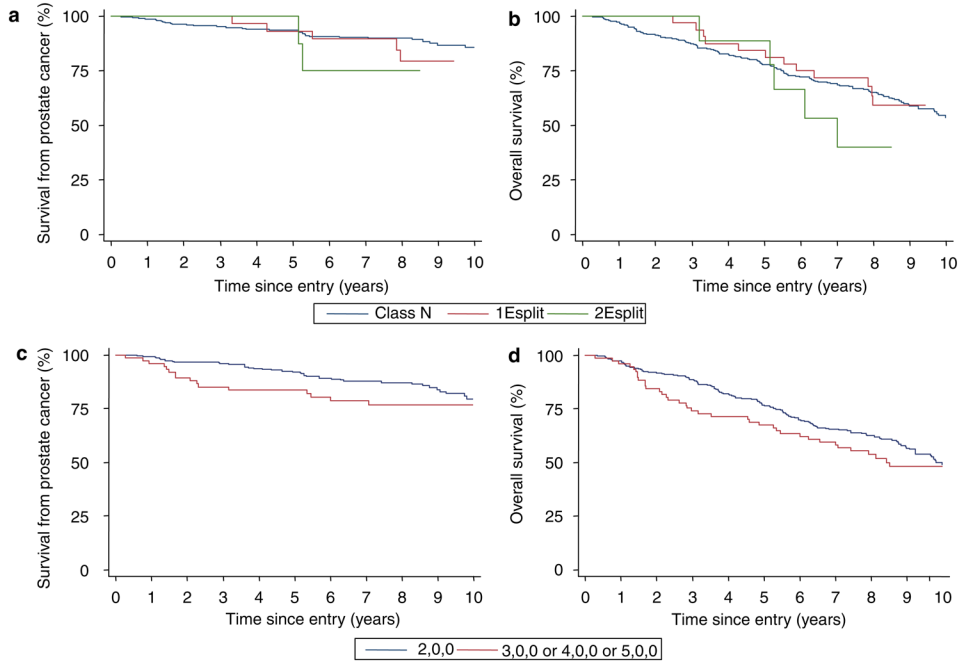 a
Survival from prostate cancer (%)
100
75
50
25
0
0 1 2 3 4 5 6 7 8 9 10
Time since entry (years)
b
Overall survival (%)
100
75
50
25
0
0 1 2 3 4 5 6 7 8 9 10
Time since entry (years)
Class N 1Esplit 2Esplit
c
Survival from prostate cancer (%)
100
75
50
25
0
0 1 2 3 4 5 6 7 8 9 10
Time since entry (years)
d
Overall survival (%)
100
75
50
25
0
0 1 2 3 4 5 6 7 8 9 10
Time since entry (years)
2,0,0 3,0,0 or 4,0,0 or 5,0,0